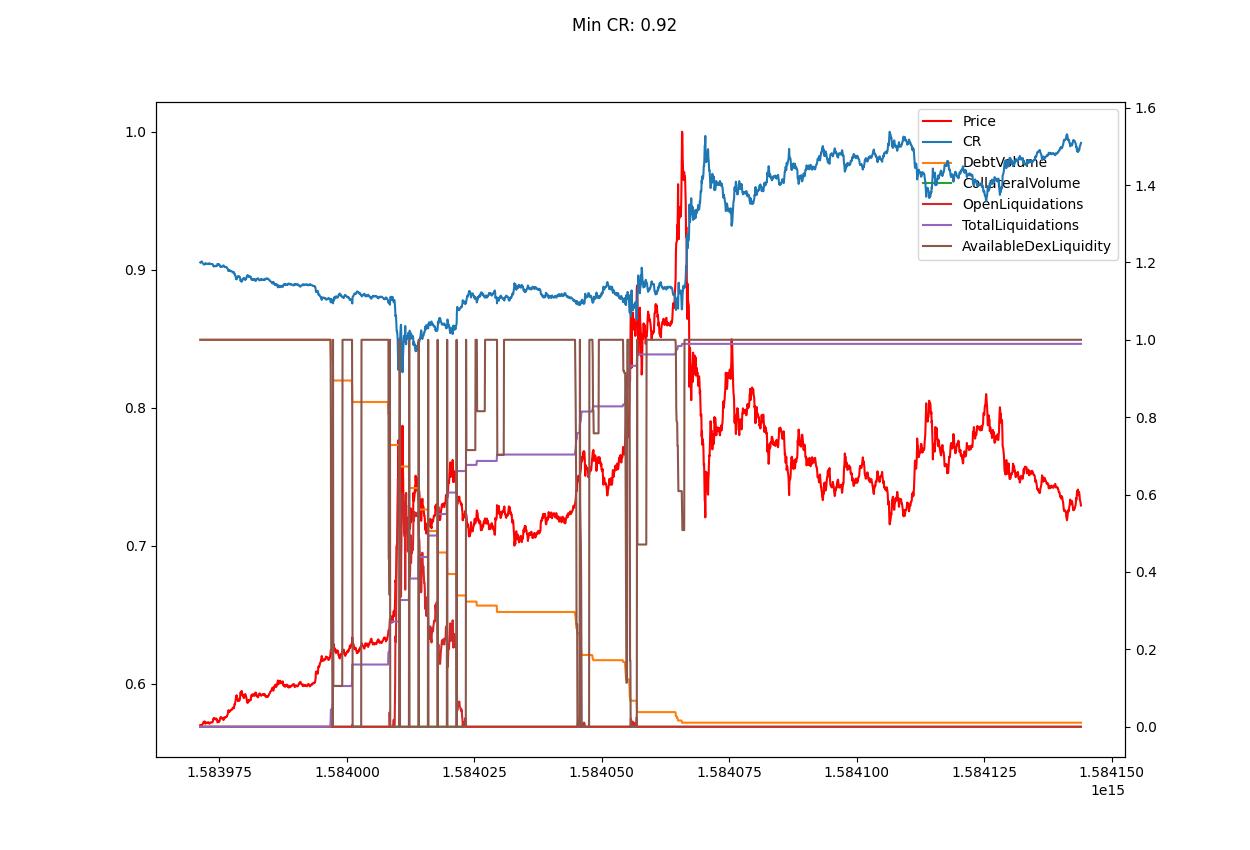 Min CR: 0.92
1.0
0.9
0.8
0.7
0.6
1.6
1.4
1.2
1.0
0.8
0.6
0.4
0.2
0.0
Price
CR
DebtVolume
CollateralVolume
OpenLiquidations
TotalLiquidations
AvailableDexLiquidity
1.583975 1.584000 1.584025 1.584050 1.584075 1.584100 1.584125 1.584150
1e15